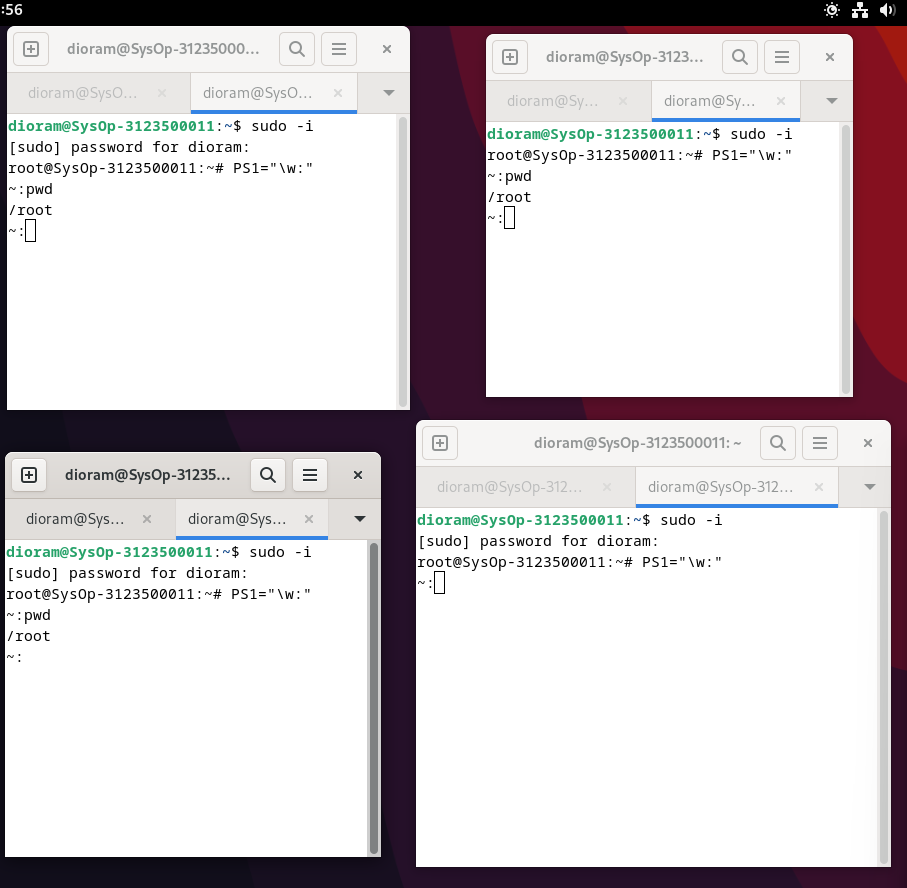 :56
dioram@SysOp-31235000...
dioram@SysO...
dioram@SysO...
dioram@SysOp-3123500011:~$ sudo -i
[sudo] password for dioram:
root@SysOp-3123500011:~# PS1="\w:"
~:pwd
/root
~:
dioram@SysOp-3123...
dioram@Sy...
dioram@Sy...
dioram@SysOp-3123500011:~$ sudo -i
root@SysOp-3123500011:~# PS1="\w:"
~:pwd
/root
~:
dioram@SysOp-31235...
dioram@Sys...
dioram@Sys...
dioram@SysOp-3123500011:~$ sudo -i
[sudo] password for dioram:
root@SysOp-3123500011:~# PS1="\w:"
~:pwd
/root
~:
dioram@SysOp-3123500011: ~
dioram@SysOp-312...
dioram@SysOp-312...
dioram@SysOp-3123500011:~$ sudo -i
[sudo] password for dioram:
root@SysOp-3123500011:~# PS1="\w:"
~: